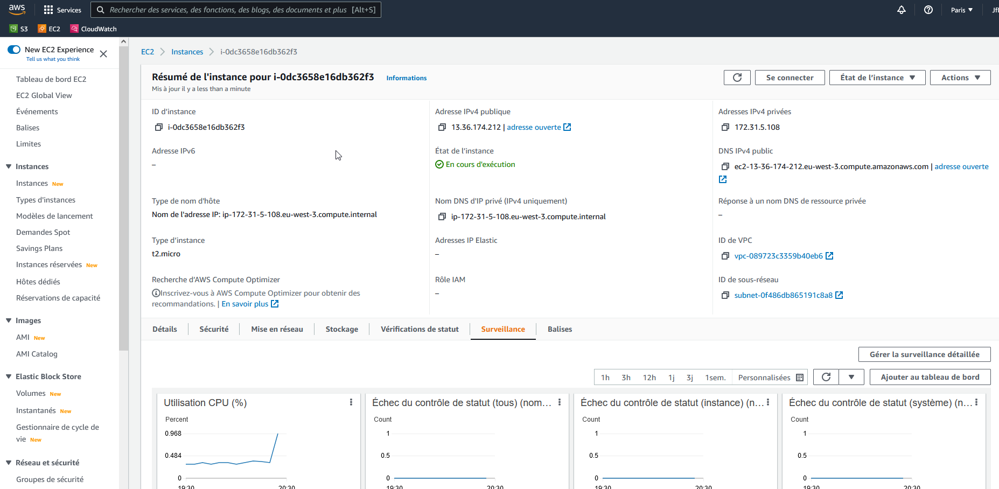 aws
Services
Rechercher des services, des fonctions, des blogs, des documents et plus [Alt+S]
Paris
S3
EC2
CloudWatch
New EC2 Experience
Tell us what you think
Tableau de bord EC2
EC2 Global View
Événements
Balises
Limites
Instances
Instances New
Types d'instances
Modèles de lancement
Demandes Spot
Savings Plans
Instances réservées New
Hôtes dédiés
Réservations de capacité
Images
AMI New
AMI Catalog
Elastic Block Store
Volumes New
Instantanés New
Gestionnaire de cycle de
vie New
Réseau et sécurité
Groupes de sécurité
EC2 Instances i-0dc3658e16db362f3
Résumé de l'instance pour i-0dc3658e16db362f3 Informations
Mis à jour il y a less than a minute
Se connecter
État de l'instance
Actions
ID d'instance
i-0dc3658e16db362f3
Adresse IPv4 publique
13.36.174.212 | adresse ouverte
Adresses IPv4 privées
172.31.5.108
Adresse IPv6
–
État de l'instance
En cours d'exécution
DNS IPv4 public
ec2-13-36-174-212.eu-west-3.compute.amazonaws.com | adresse ouverte
Type de nom d'hôte
Nom de l'adresse IP: ip-172-31-5-108.eu-west-3.compute.internal
Nom DNS d'IP privé (IPv4 uniquement)
ip-172-31-5-108.eu-west-3.compute.internal
Réponse à un nom DNS de ressource privée
–
Type d'instance
t2.micro
Adresses IP Elastic
–
ID de VPC
vpc-089723c3359b40eb6
Recherche d'AWS Compute Optimizer
Inscrivez-vous à AWS Compute Optimizer pour obtenir des
recommandations. | En savoir plus
Rôle IAM
–
ID de sous-réseau
subnet-0f486db865191c8a8
Détails
Sécurité
Mise en réseau
Stockage
Vérifications de statut
Surveillance
Balises
Gérer la surveillance détaillée
1h 3h 12h 1j 3j 1sem. Personnalisées
Ajouter au tableau de bord
Utilisation CPU (%)
Percent
0.968
0.484
0
19:30 20:30
Échec du contrôle de statut (tous) (nom...
Count
1
0.5
0
19:30 20:30
Échec du contrôle de statut (instance) (n...
Count
1
0.5
0
19:30 20:30
Échec du contrôle de statut (système) (n...
Count
1
0.5
0
19:30 20:30